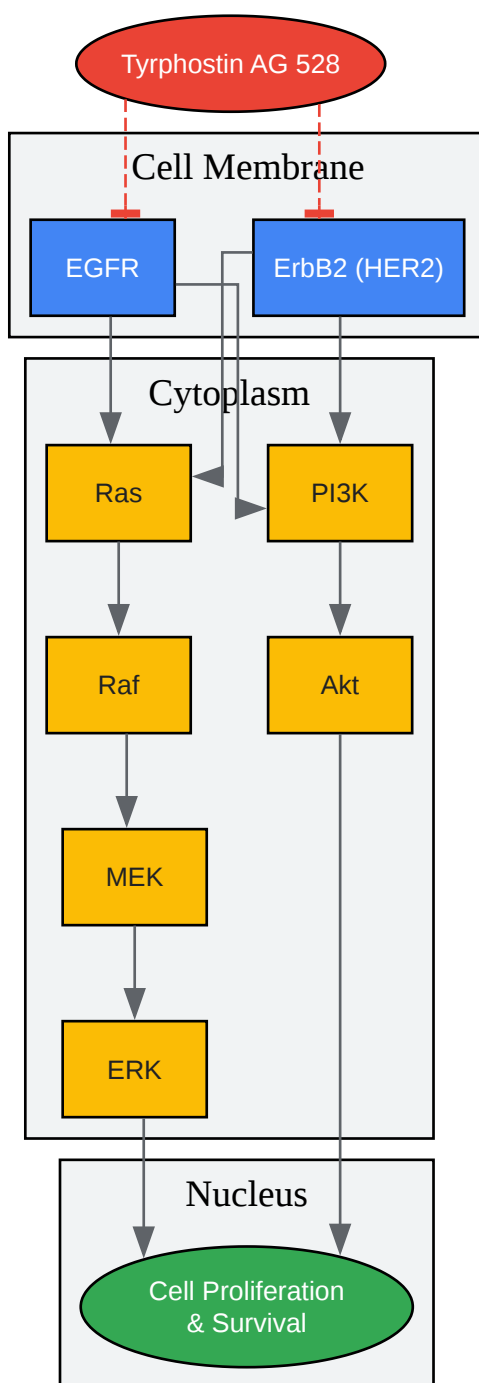 Tyrphostin AG 528
Cell Membrane
EGFR
ErbB2 (HER2)
Cytoplasm
Ras
PI3K
Raf
Akt
MEK
ERK
Nucleus
Cell Proliferation
& Survival